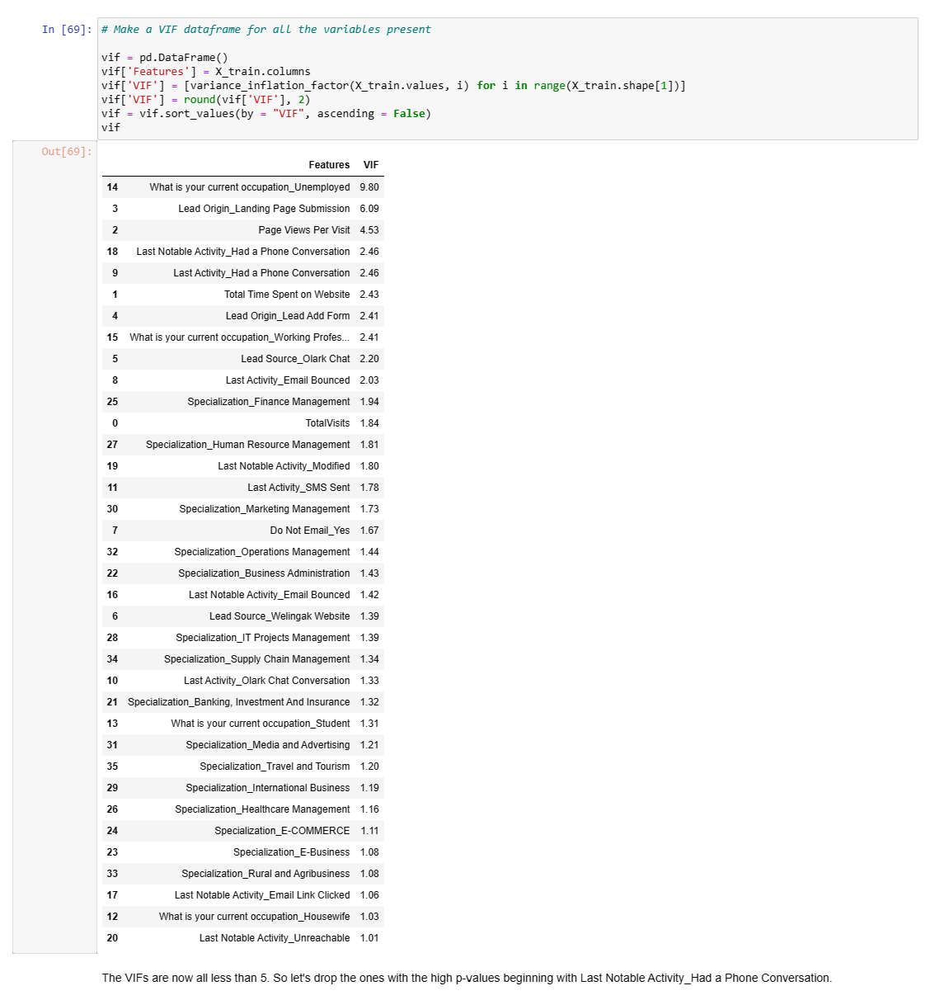 In [69]: # Make a VIF dataframe for all the variables present
vif = pd.DataFrame()
vif['Features'] = X_train.columns
vif['VIF'] = [variance_inflation_factor(X_train.values, i) for i in range(X_train.shape[1])]
vif['VIF'] = round(vif['VIF'], 2)
vif = vif.sort_values(by = "VIF", ascending = False)
vif
Out[69]:
Features VIF
14 What is your current occupation_Unemployed 9.80
3 Lead Origin_Landing Page Submission 6.09
2 Page Views Per Visit 4.53
18 Last Notable Activity_Had a Phone Conversation 2.46
9 Last Activity_Had a Phone Conversation 2.46
1 Total Time Spent on Website 2.43
4 Lead Origin_Lead Add Form 2.41
15 What is your current occupation_Working Profes... 2.41
5 Lead Source_Olark Chat 2.20
8 Last Activity_Email Bounced 2.03
25 Specialization_Finance Management 1.94
0 TotalVisits 1.84
27 Specialization_Human Resource Management 1.81
19 Last Notable Activity_Modified 1.80
11 Last Activity_SMS Sent 1.78
30 Specialization_Marketing Management 1.73
7 Do Not Email_Yes 1.67
32 Specialization_Operations Management 1.44
22 Specialization_Business Administration 1.43
16 Last Notable Activity_Email Bounced 1.42
6 Lead Source_Welingak Website 1.39
28 Specialization_IT Projects Management 1.39
34 Specialization_Supply Chain Management 1.34
10 Last Activity_Olark Chat Conversation 1.33
21 Specialization_Banking, Investment And Insurance 1.32
13 What is your current occupation_Student 1.31
31 Specialization_Media and Advertising 1.21
35 Specialization_Travel and Tourism 1.20
29 Specialization_International Business 1.19
26 Specialization_Healthcare Management 1.16
24 Specialization_E-COMMERCE 1.11
23 Specialization_E-Business 1.08
33 Specialization_Rural and Agribusiness 1.08
17 Last Notable Activity_Email Link Clicked 1.06
12 What is your current occupation_Housewife 1.03
20 Last Notable Activity_Unreachable 1.01
The VIFs are now all less than 5. So let's drop the ones with the high p-values beginning with Last Notable Activity_Had a Phone Conversation.